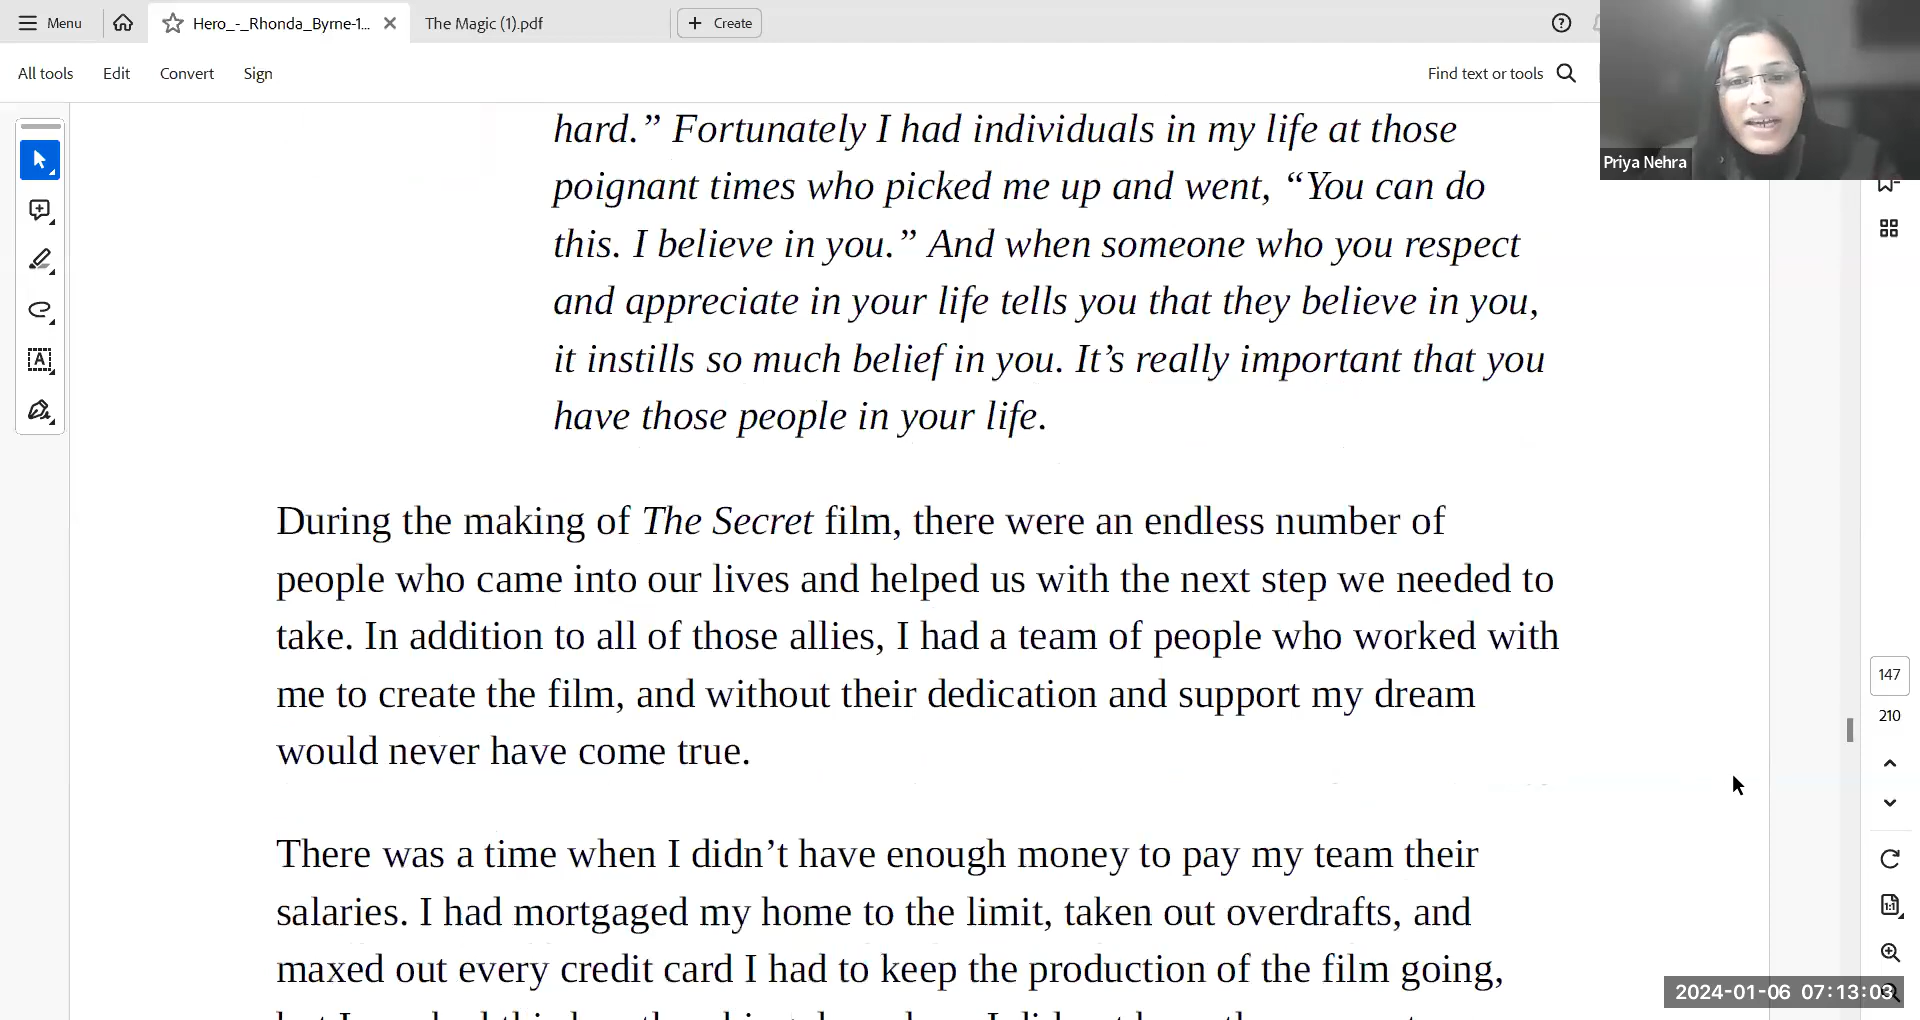 Menu
Hero_-_Rhonda_Byrne-1...
The Magic (1).pdf
Create
All tools
Edit
Convert
Sign
Find text or tools
Priya Nehra
hard.” Fortunately I had individuals in my life at those
poignant times who picked me up and went, “You can do
this. I believe in you.” And when someone who you respect
and appreciate in your life tells you that they believe in you,
it instills so much belief in you. It’s really important that you
have those people in your life.
During the making of The Secret film, there were an endless number of
people who came into our lives and helped us with the next step we needed to
take. In addition to all of those allies, I had a team of people who worked with
me to create the film, and without their dedication and support my dream
would never have come true.
There was a time when I didn’t have enough money to pay my team their
salaries. I had mortgaged my home to the limit, taken out overdrafts, and
maxed out every credit card I had to keep the production of the film going,
147
210
1:1
2024-01-06 07:13:03